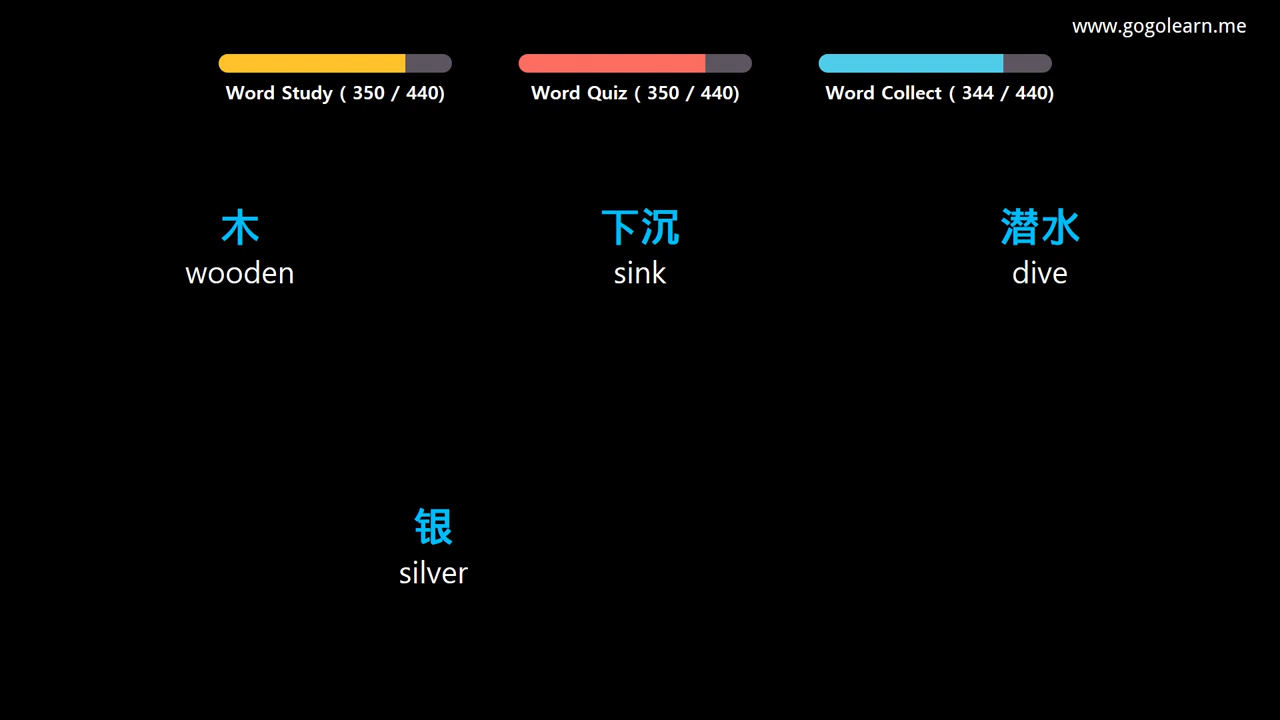 www.gogolearn.me
Word Study ( 350 / 440)
Word Quiz ( 350 / 440)
Word Collect ( 344 / 440)
木
wooden
下沉
sink
潜水
dive
银
silver